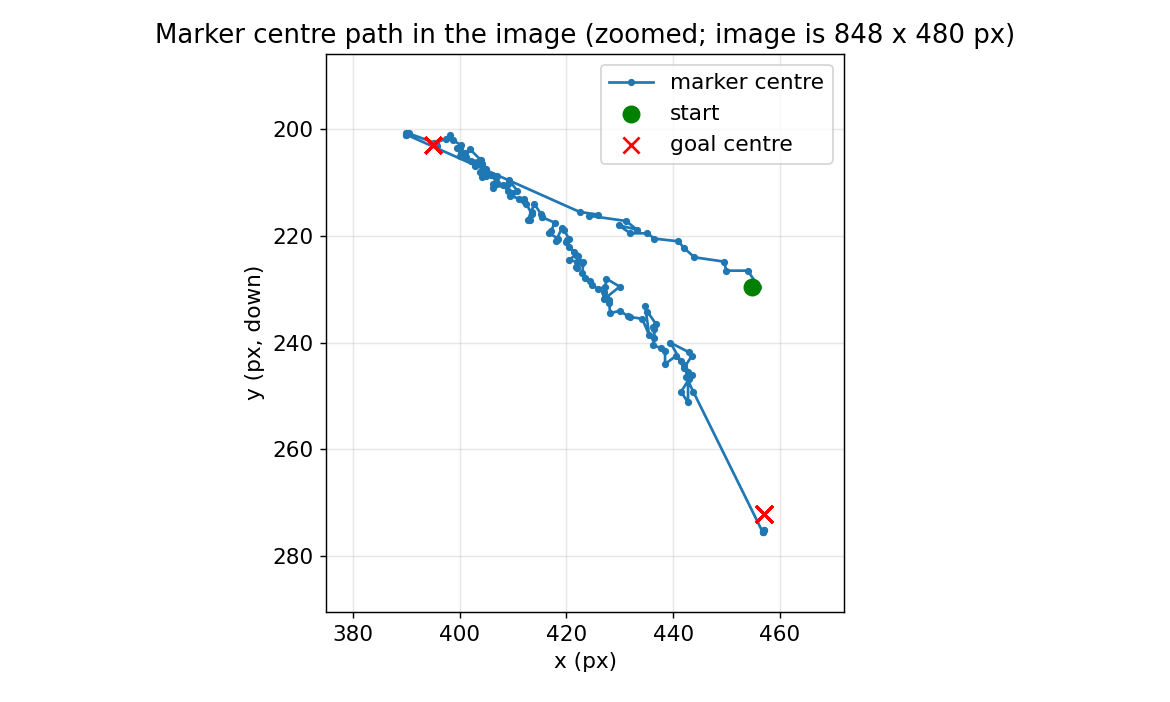 Marker centre path in the image (zoomed; image is 848 x 480 px)
marker centre
start
goal centre
200
220
240
260
280
y (px, down)
380 400 420 440 460
x (px)